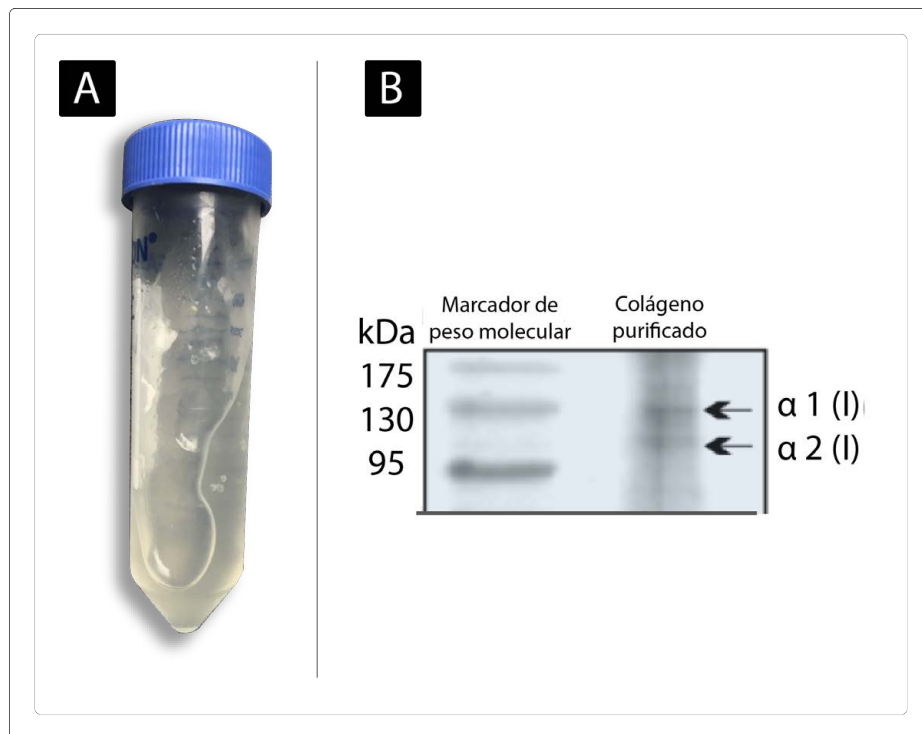 A
B
Marcador de
peso molecular
Colágeno
purificado
kDa
175
130
95
α 1 (I)
α 2 (I)